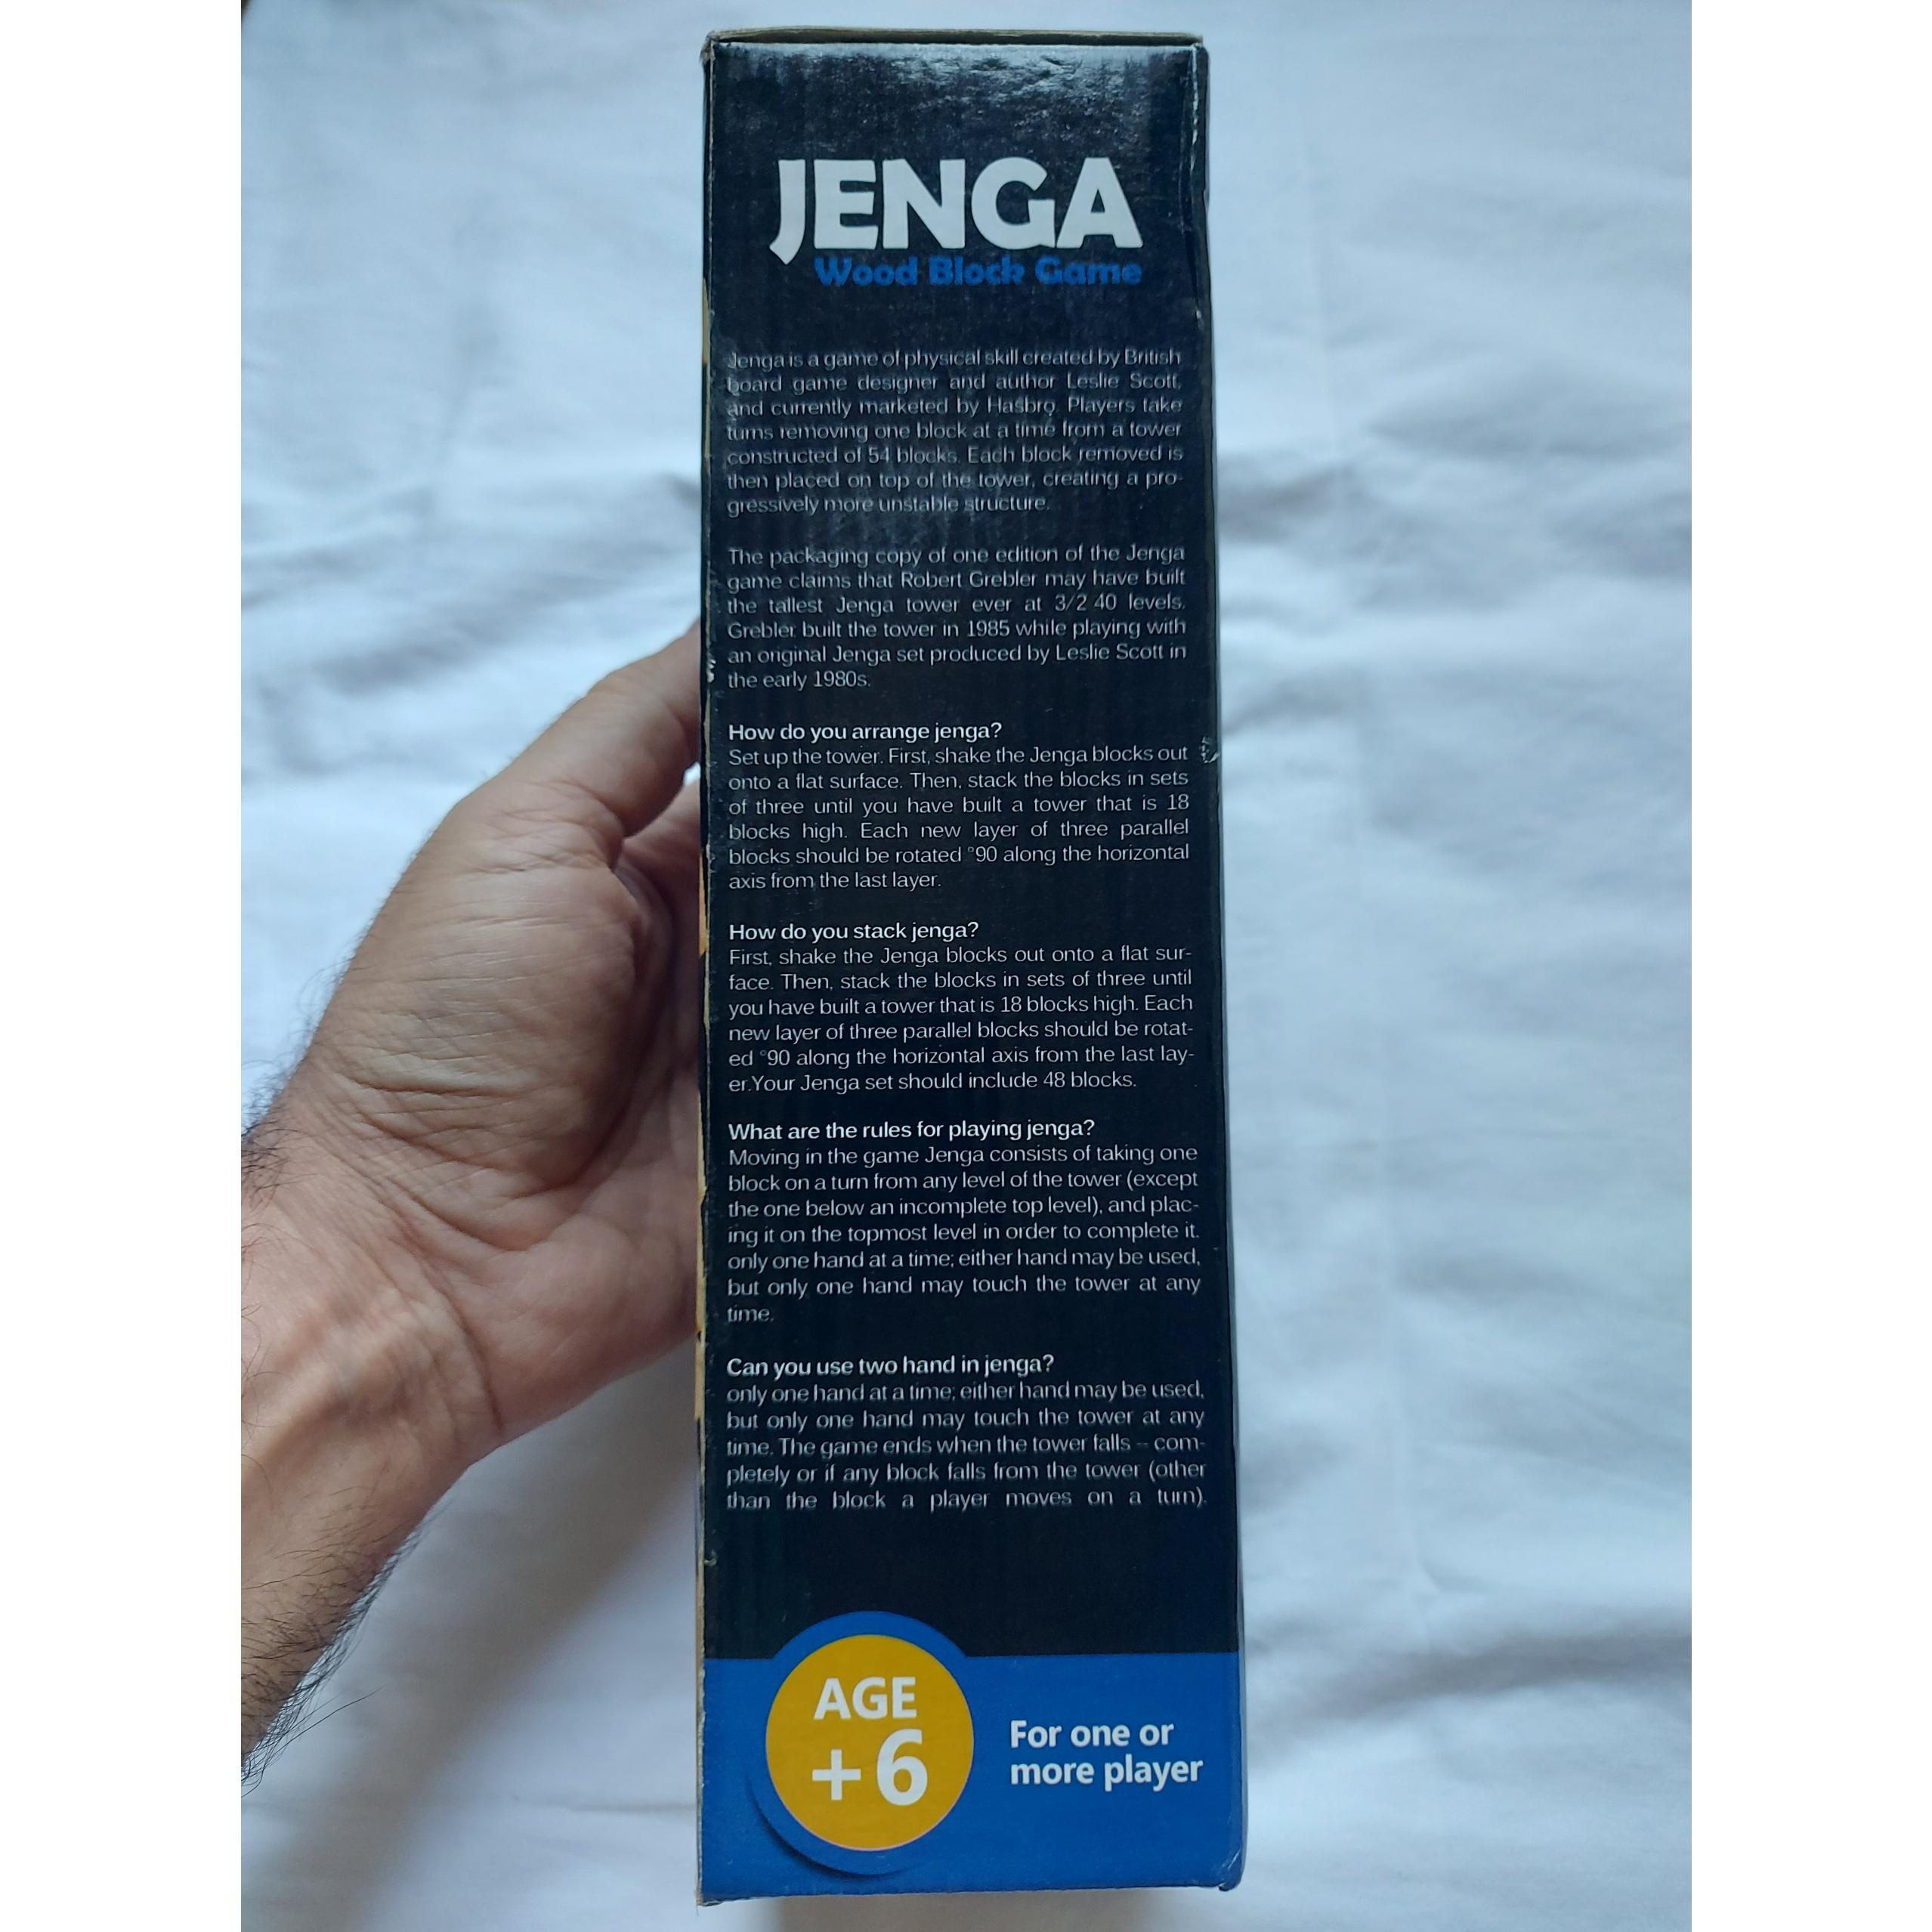 JENGA
Wood Block Game
Jenga is a game of physical skill created by British
board game designer and author Leslie Scott,
and currently marketed by Hasbro. Players take
turns removing one block at a time from a tower
constructed of 54 blocks. Each block removed is
then placed on top of the tower, creating a pro-
gressively more unstable structure.
The packaging copy of one edition of the Jenga
game claims that Robert Grebler may have built
the tallest Jenga tower ever at 3/2 40 levels.
Grebler built the tower in 1985 while playing with
an original Jenga set produced by Leslie Scott in
the early 1980s.
How do you arrange jenga?
Set up the tower. First, shake the Jenga blocks out
onto a flat surface. Then, stack the blocks in sets
of three until you have built a tower that is 18
blocks high. Each new layer of three parallel
blocks should be rotated °90 along the horizontal
axis from the last layer.
How do you stack jenga?
First, shake the Jenga blocks out onto a flat sur-
face. Then, stack the blocks in sets of three until
you have built a tower that is 18 blocks high. Each
new layer of three parallel blocks should be rotat-
ed °90 along the horizontal axis from the last lay-
er.Your Jenga set should include 48 blocks.
What are the rules for playing jenga?
Moving in the game Jenga consists of taking one
block on a turn from any level of the tower (except
the one below an incomplete top level), and plac-
ing it on the topmost level in order to complete it.
only one hand at a time; either hand may be used,
but only one hand may touch the tower at any
time.
Can you use two hand in jenga?
only one hand at a time; either hand may be used,
but only one hand may touch the tower at any
time. The game ends when the tower falls – com-
pletely or if any block falls from the tower (other
than the block a player moves on a turn).
AGE
+6
For one or
more player